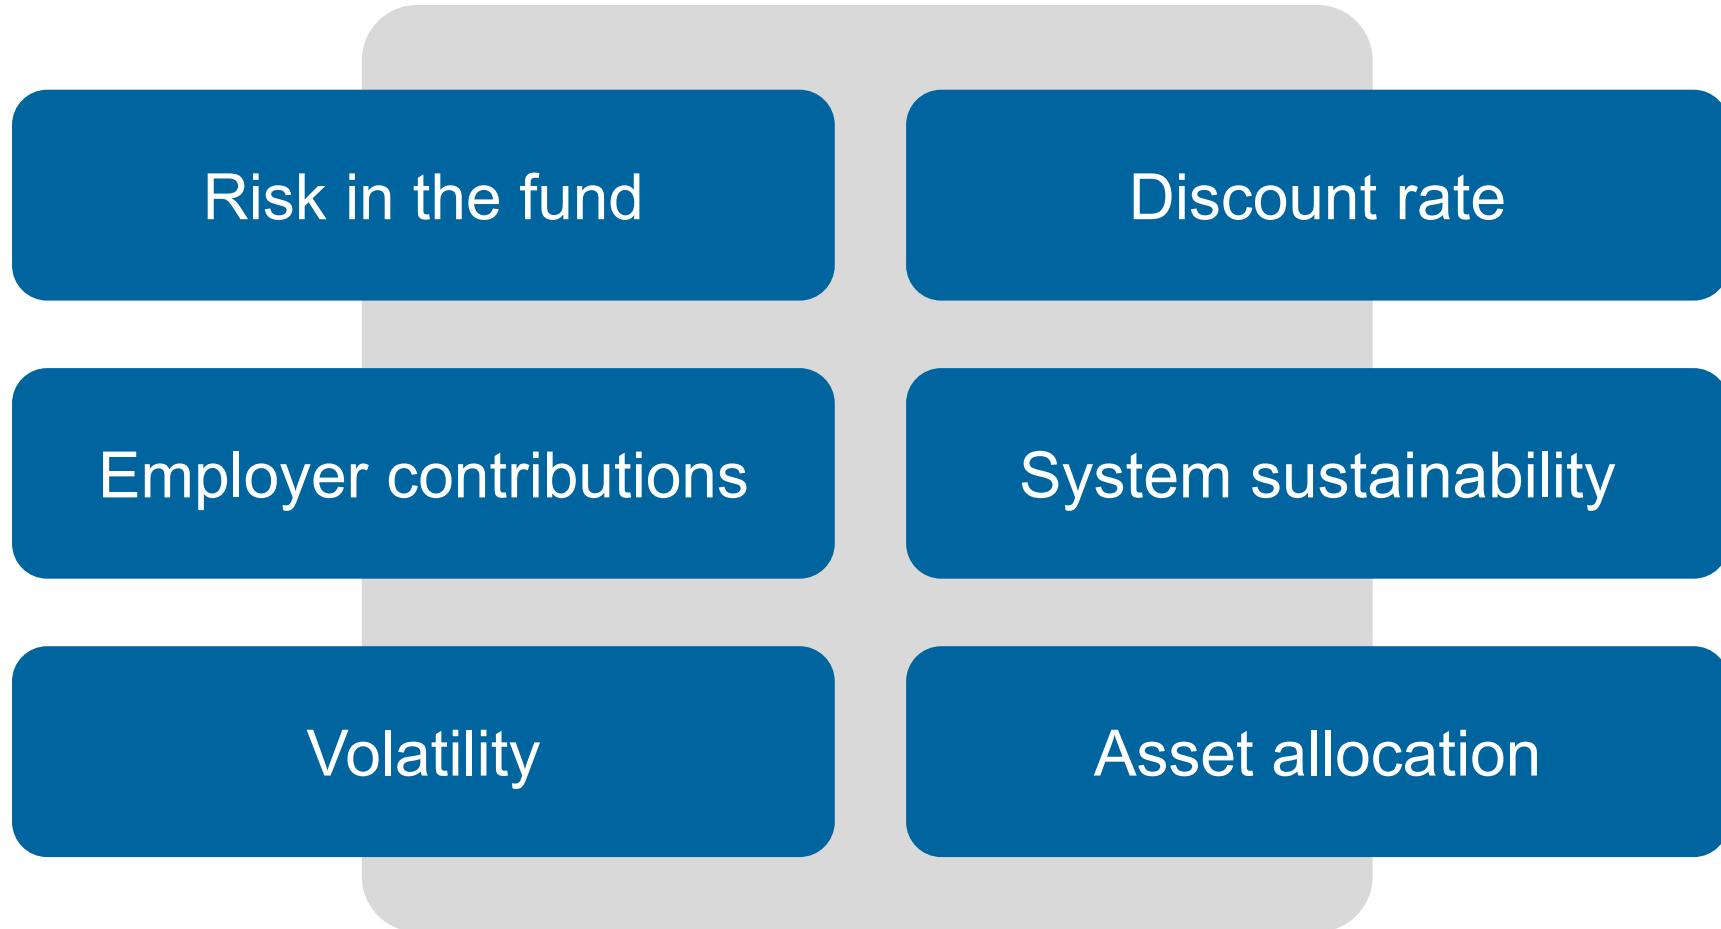 Risk in the fund
Discount rate
Employer contributions
System sustainability
Volatility
Asset allocation